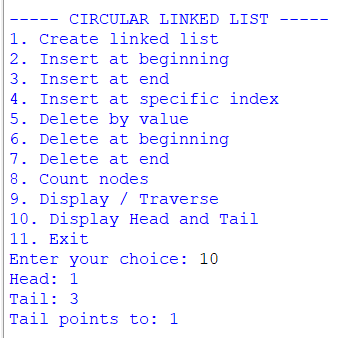 ----- CIRCULAR LINKED LIST -----
1. Create linked list
2. Insert at beginning
3. Insert at end
4. Insert at specific index
5. Delete by value
6. Delete at beginning
7. Delete at end
8. Count nodes
9. Display / Traverse
10. Display Head and Tail
11. Exit
Enter your choice: 10
Head: 1
Tail: 3
Tail points to: 1